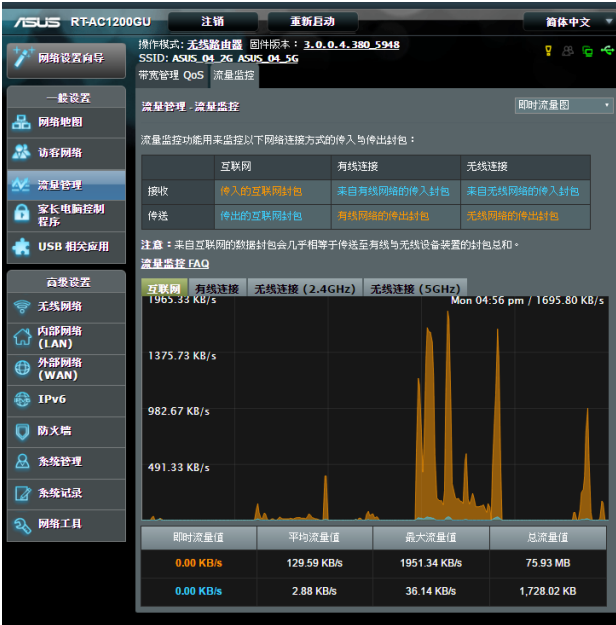 ASUS RT-AC1200GU 注销 重新启动 简体中文
操作模式：无线路由器 固件版本：3.0.0.4.380_5948
SSID: ASUS_04_2G ASUS_04_5G
带宽管理 QoS 流量监控
网络设置向导
一般设置
网络地图
访客网络
流量管理
家长电脑控制程序
USB 相关应用
高级设置
无线网络
内部网络 (LAN)
外部网络 (WAN)
IPv6
防火墙
系统管理
系统记录
网络工具
流量管理 - 流量监控 即时流量图
流量监控功能用来监控以下网络连接方式的传入与传出封包：
互联网 有线连接 无线连接
接收 传入的互联网封包 来自有线网络的传入封包 来自无线网络的传入封包
传送 传出的互联网封包 有线网络的传出封包 无线网络的传出封包
注意：来自互联网的数据封包会几乎相等于传送至有线与无线设备装置的封包总和。
流量监控 FAQ
互联网 有线连接 无线连接 (2.4GHz) 无线连接 (5GHz)
1965.33 KB/s Mon 04:56 pm / 1695.80 KB/s
1375.73 KB/s
982.67 KB/s
491.33 KB/s
即时流量值 平均流量值 最大流量值 总流量值
0.00 KB/s 129.59 KB/s 1951.34 KB/s 75.93 MB
0.00 KB/s 2.88 KB/s 36.14 KB/s 1,728.02 KB